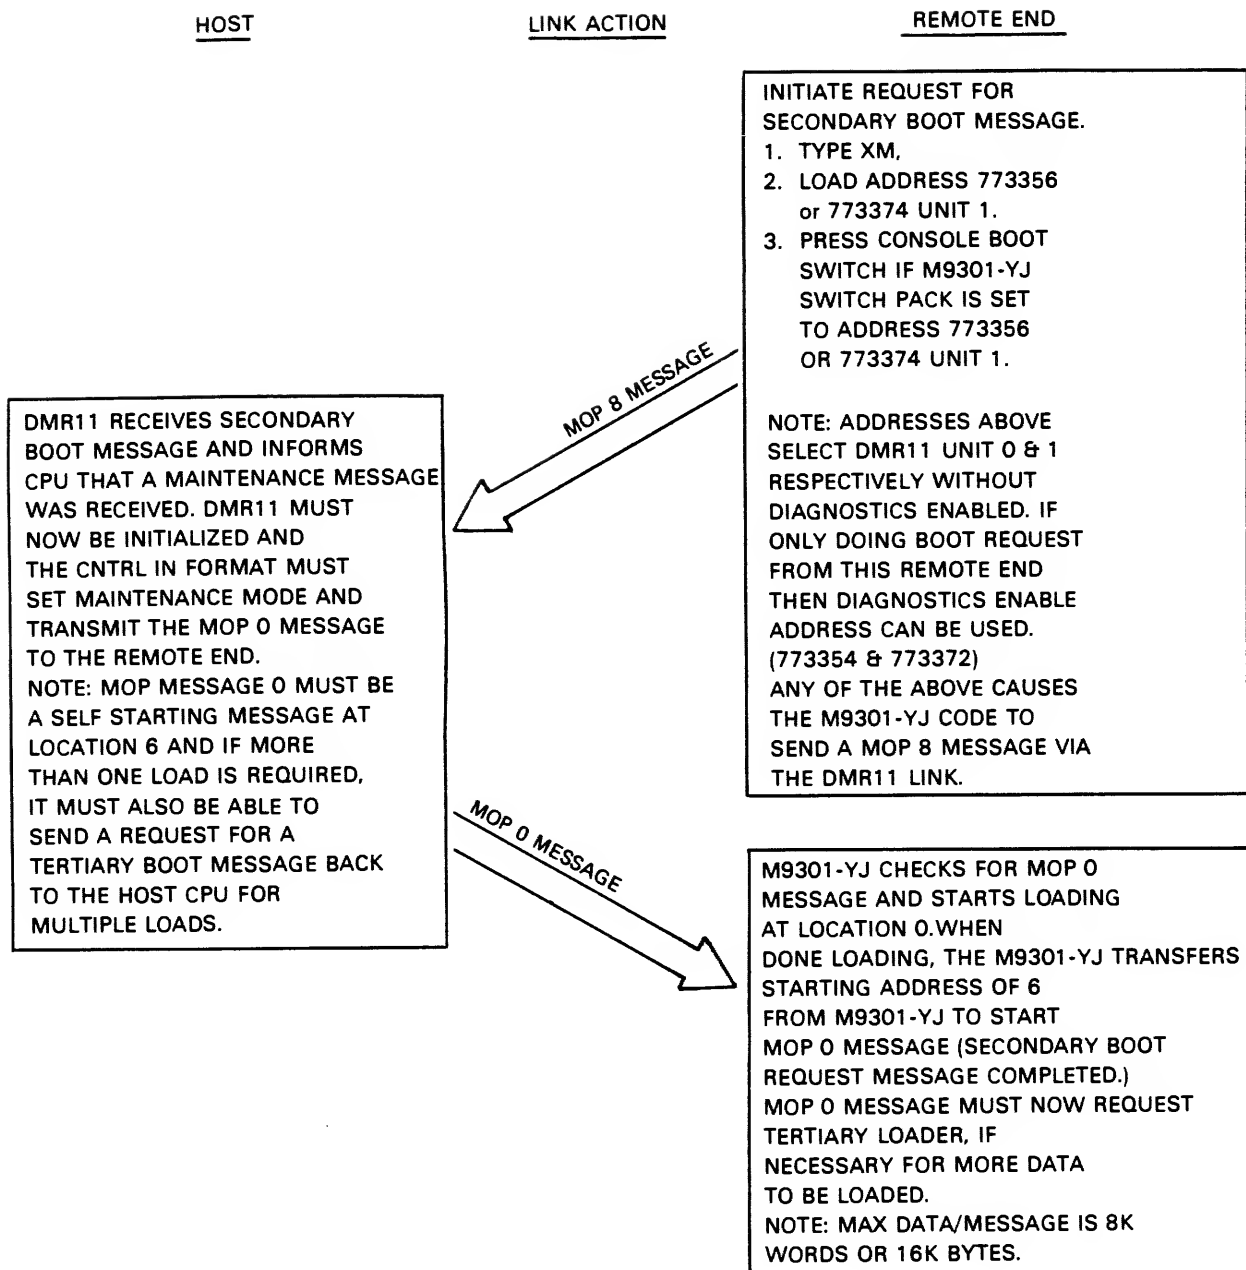 HOST
LINK ACTION
REMOTE END
INITIATE REQUEST FOR
SECONDARY BOOT MESSAGE.
1. TYPE XM,
2. LOAD ADDRESS 773356
or 773374 UNIT 1.
3. PRESS CONSOLE BOOT
SWITCH IF M9301-YJ
SWITCH PACK IS SET
TO ADDRESS 773356
OR 773374 UNIT 1.
NOTE: ADDRESSES ABOVE
SELECT DMR11 UNIT 0 & 1
RESPECTIVELY WITHOUT
DIAGNOSTICS ENABLED. IF
ONLY DOING BOOT REQUEST
FROM THIS REMOTE END
THEN DIAGNOSTICS ENABLE
ADDRESS CAN BE USED.
(773354 & 773372)
ANY OF THE ABOVE CAUSES
THE M9301-YJ CODE TO
SEND A MOP 8 MESSAGE VIA
THE DMR11 LINK.
MOP 8 MESSAGE
DMR11 RECEIVES SECONDARY
BOOT MESSAGE AND INFORMS
CPU THAT A MAINTENANCE MESSAGE
WAS RECEIVED. DMR11 MUST
NOW BE INITIALIZED AND
THE CNTRL IN FORMAT MUST
SET MAINTENANCE MODE AND
TRANSMIT THE MOP 0 MESSAGE
TO THE REMOTE END.
NOTE: MOP MESSAGE 0 MUST BE
A SELF STARTING MESSAGE AT
LOCATION 6 AND IF MORE
THAN ONE LOAD IS REQUIRED,
IT MUST ALSO BE ABLE TO
SEND A REQUEST FOR A
TERTIARY BOOT MESSAGE BACK
TO THE HOST CPU FOR
MULTIPLE LOADS.
MOP 0 MESSAGE
M9301-YJ CHECKS FOR MOP 0
MESSAGE AND STARTS LOADING
AT LOCATION 0.WHEN
DONE LOADING, THE M9301-YJ TRANSFERS
STARTING ADDRESS OF 6
FROM M9301-YJ TO START
MOP 0 MESSAGE (SECONDARY BOOT
REQUEST MESSAGE COMPLETED.)
MOP 0 MESSAGE MUST NOW REQUEST
TERTIARY LOADER, IF
NECESSARY FOR MORE DATA
TO BE LOADED.
NOTE: MAX DATA/MESSAGE IS 8K
WORDS OR 16K BYTES.